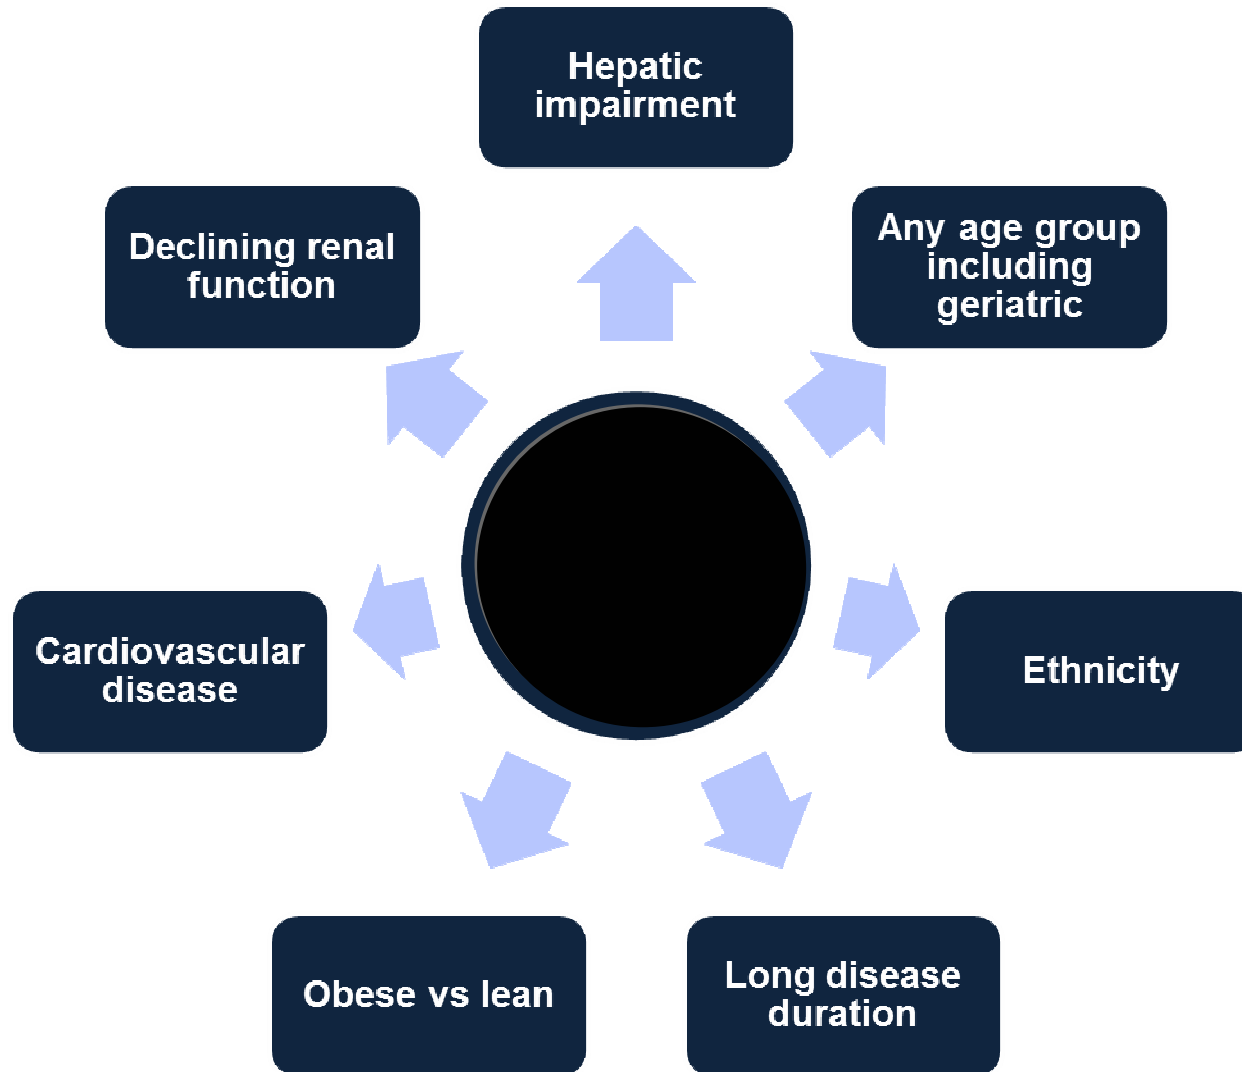 Hepatic
impairment
Declining renal
function
Any age group
including
geriatric
Cardiovascular
disease
Ethnicity
Obese vs lean
Long disease
duration